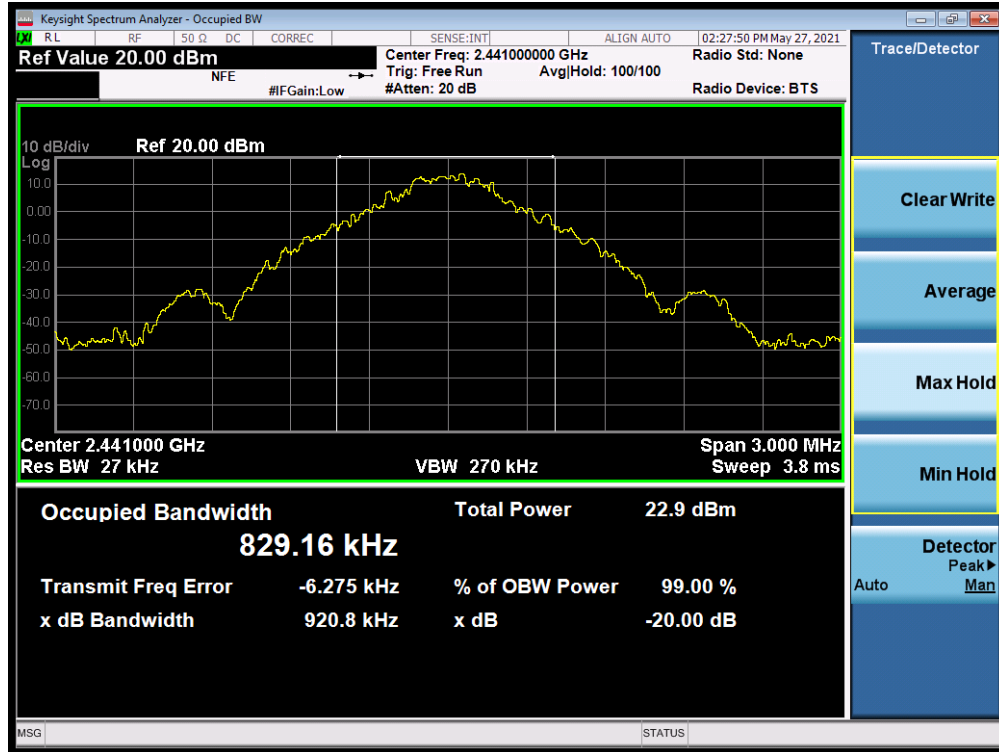 Keysight Spectrum Analyzer - Occupied BW
LXI RL RF 50 Ω DC CORREC SENSE:INT ALIGN AUTO 02:27:50 PM May 27, 2021
Ref Value 20.00 dBm
NFE
#IFGain:Low
Center Freq: 2.441000000 GHz
Trig: Free Run Avg|Hold: 100/100
#Atten: 20 dB
Radio Std: None
Radio Device: BTS
10 dB/div Ref 20.00 dBm
Log
10.0
0.00
-10.0
-20.0
-30.0
-40.0
-50.0
-60.0
-70.0
Center 2.441000 GHz Span 3.000 MHz
Res BW 27 kHz VBW 270 kHz Sweep 3.8 ms
Occupied Bandwidth Total Power 22.9 dBm
829.16 kHz
Transmit Freq Error -6.275 kHz % of OBW Power 99.00 %
x dB Bandwidth 920.8 kHz x dB -20.00 dB
Trace/Detector
Clear Write
Average
Max Hold
Min Hold
Detector
Peak▶
Auto Man
MSG STATUS